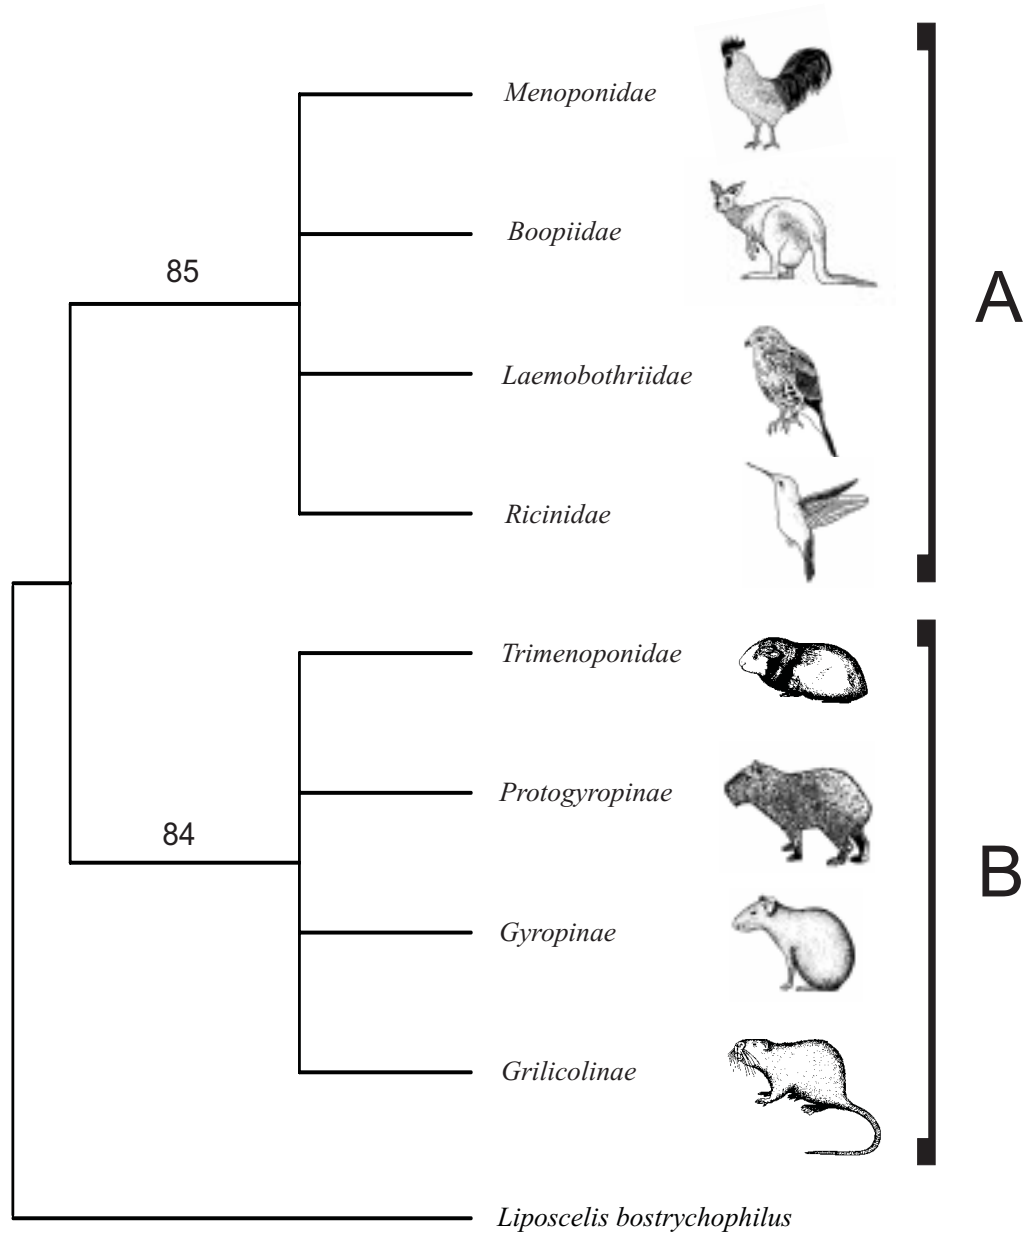 Menoponidae
Boopiidae
85
A
Laemobothriidae
Ricinidae
Trimenoponidae
Protogyropinae
84
B
Gyropinae
Grilicolinae
Liposcelis bostrychophilus